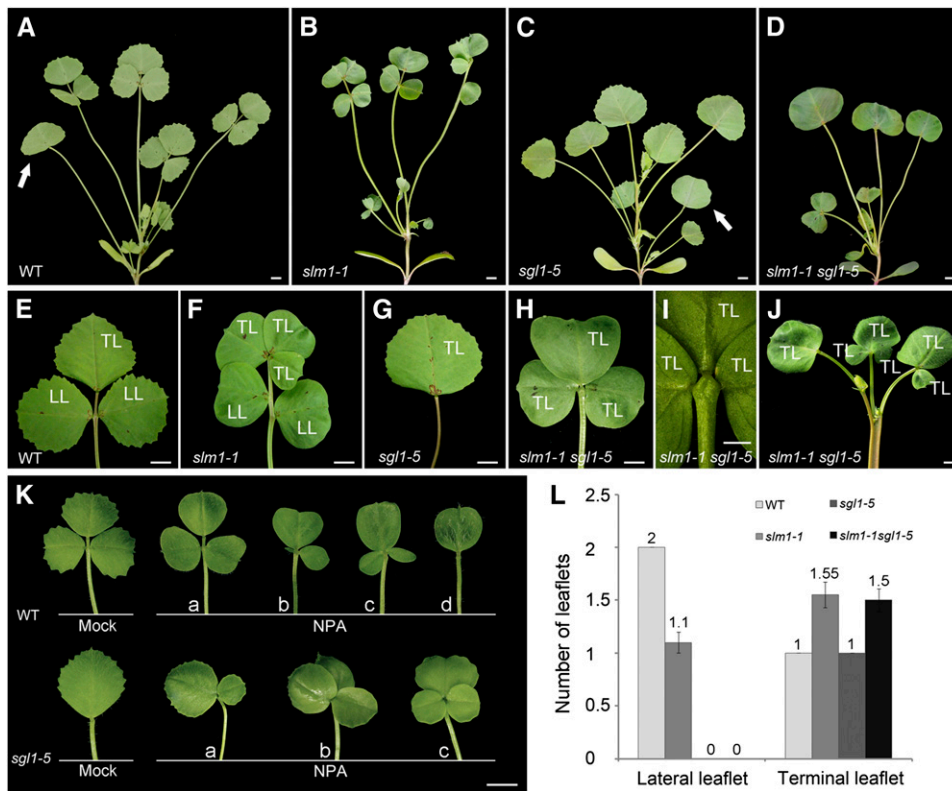 A
WT
B
slm1-1
C
sgl1-5
D
slm1-1 sgl1-5
E
TL
LL
LL
WT
F
TL
TL
TL
LL
LL
slm1-1
G
TL
sgl1-5
H
TL
TL
TL
slm1-1 sgl1-5
I
TL
TL
TL
slm1-1 sgl1-5
J
TL
TL
TL
TL
TL
TL
slm1-1 sgl1-5
K
WT
Mock
a
b
c
d
NPA
sgl1-5
Mock
a
b
c
NPA
L
WT
sgl1-5
slm1-1
slm1-1sgl1-5
Number of leaflets
2.5
2
1.5
1
0.5
0
2
1.1
0
0
1
1.55
1
1.5
Lateral leaflet
Terminal leaflet